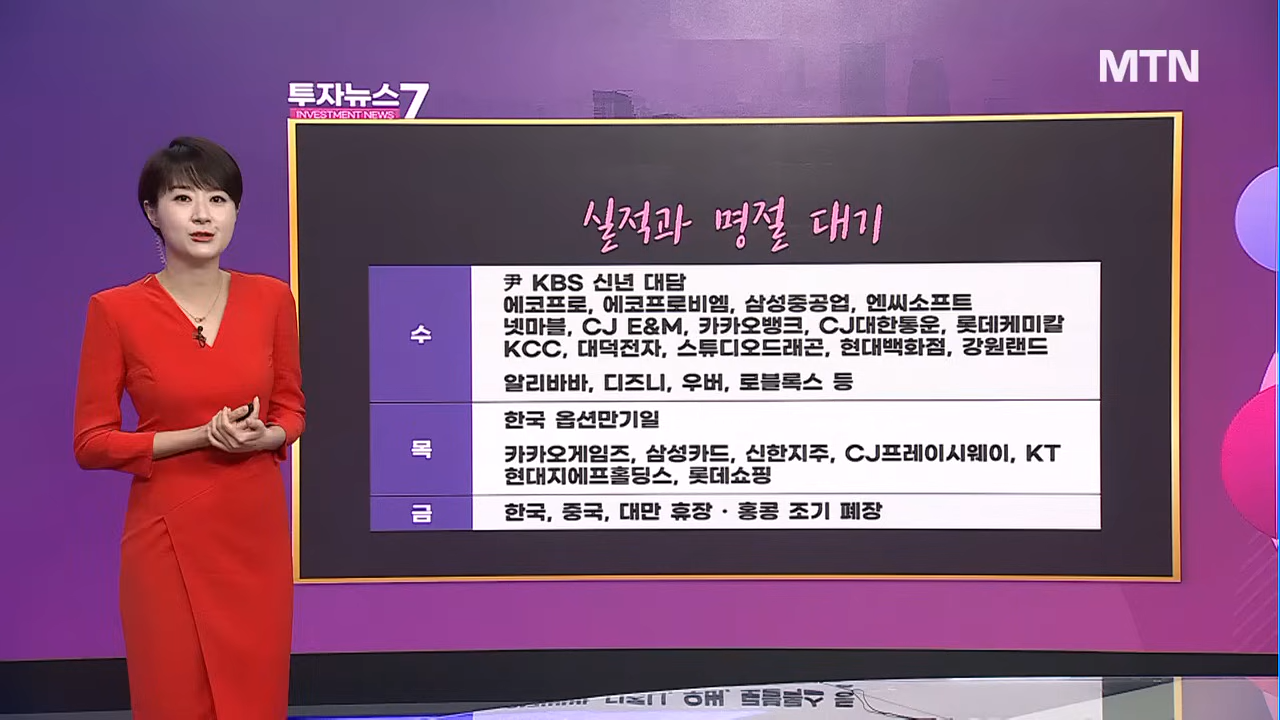 MTN
투자뉴스7
INVESTMENT NEWS
실적과 명절 대기
수
尹 KBS 신년 대담
에코프로, 에코프로비엠, 삼성중공업, 엔씨소프트
넷마블, CJ E&M, 카카오뱅크, CJ대한통운, 롯데케미칼
KCC, 대덕전자, 스튜디오드래곤, 현대백화점, 강원랜드
알리바바, 디즈니, 우버, 로블록스 등
목
한국 옵션만기일
카카오게임즈, 삼성카드, 신한지주, CJ프레이시웨이, KT
현대지에프홀딩스, 롯데쇼핑
금
한국, 중국, 대만 휴장 · 홍콩 조기 폐장